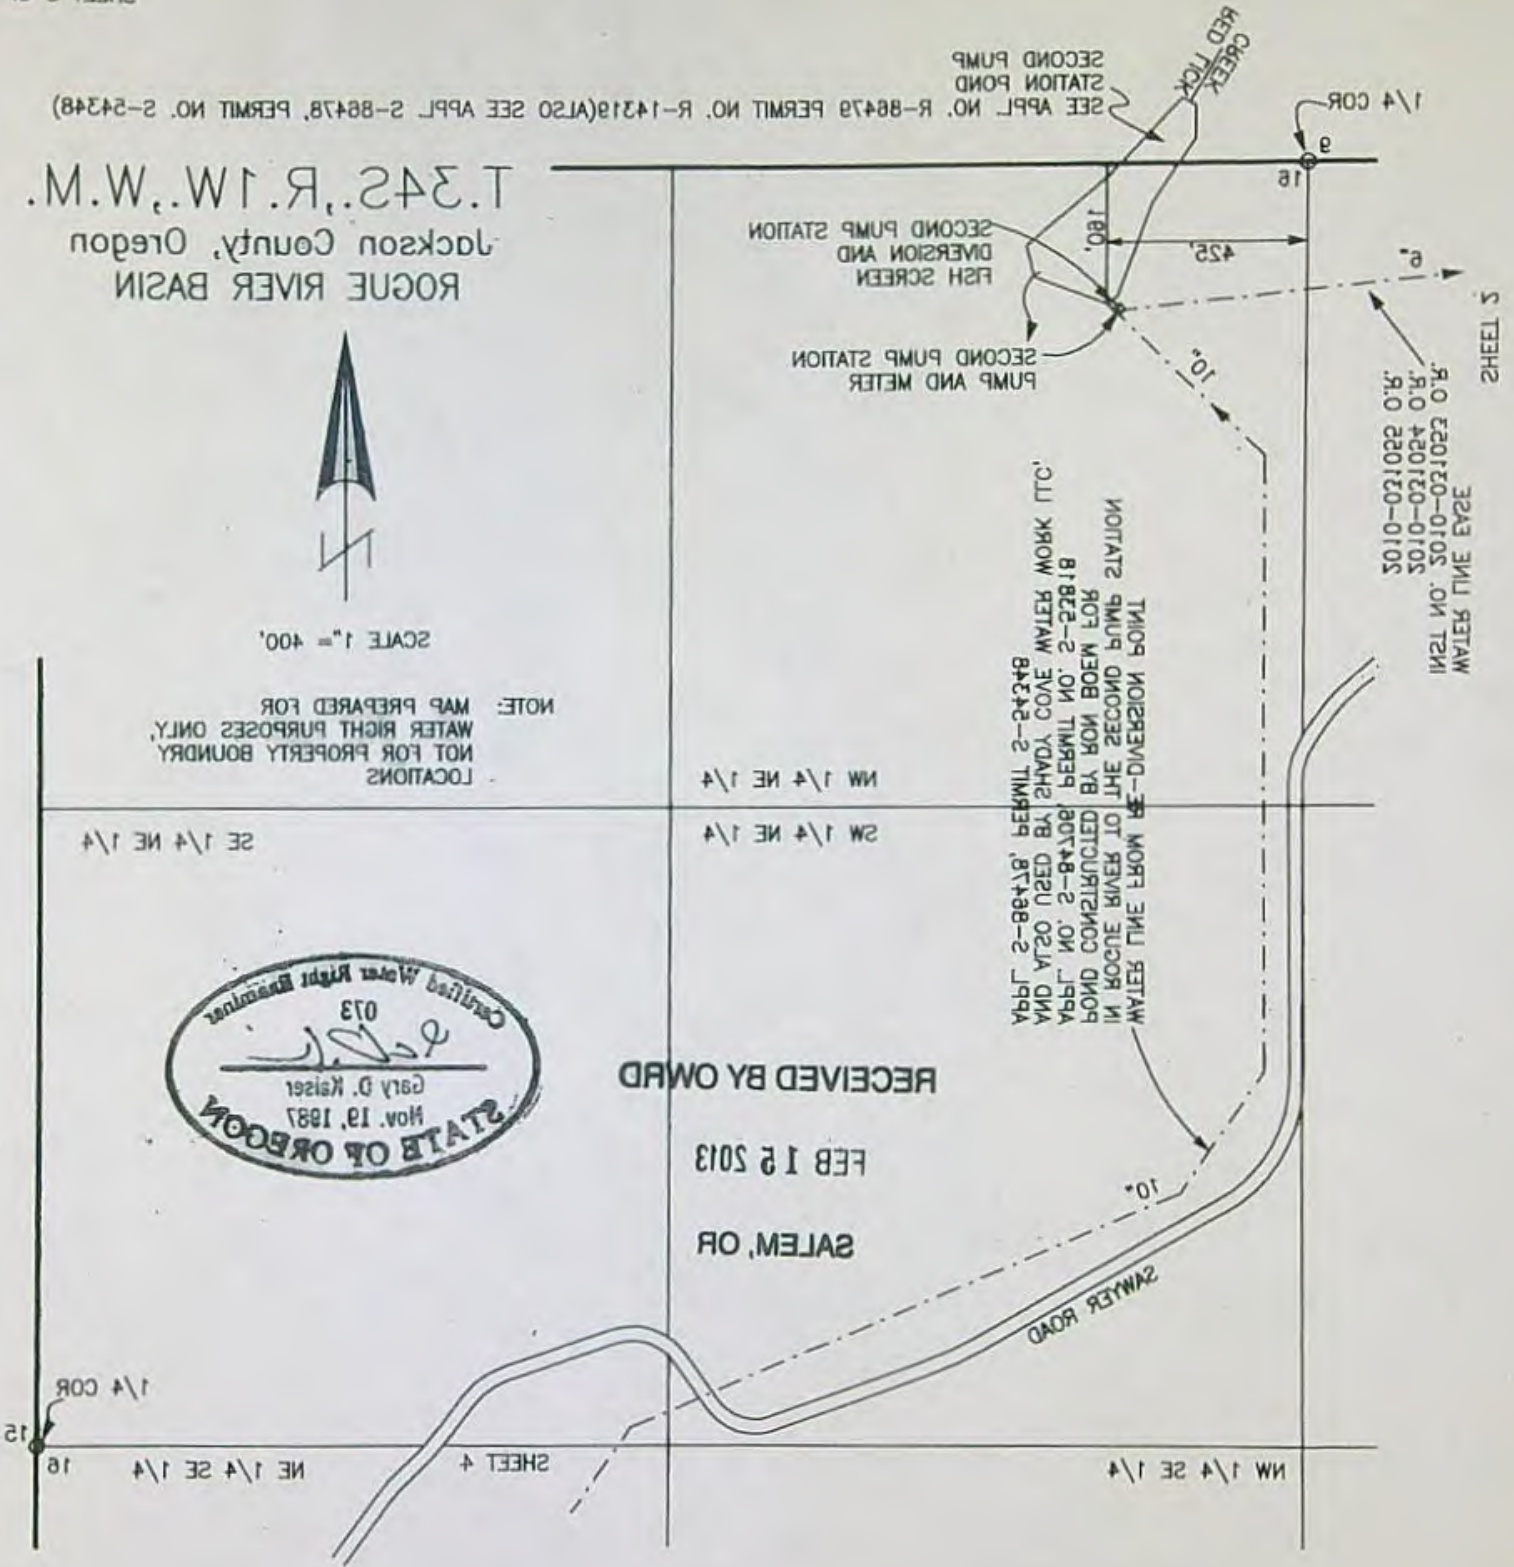 1/4 COR
9
16
RED LICK
CREEK
SECOND PUMP
STATION POND
SEE APPL. NO. R-86479 PERMIT NO. R-14319(ALSO SEE APPL S-86478, PERMIT NO. S-54348)
T.34S.,R.1W.,W.M.
Jackson County, Oregon
ROGUE RIVER BASIN
N
SCALE 1"= 400'
NOTE: MAP PREPARED FOR
WATER RIGHT PURPOSES ONLY,
NOT FOR PROPERTY BOUNDRY
LOCATIONS
425'
160'
SECOND PUMP STATION
DIVERSION AND
FISH SCREEN
SECOND PUMP STATION
PUMP AND METER
6"
SHEET 2
10"
WATER LINE EASE
INST NO. 2010-031053 O.R.
2010-031054 O.R.
2010-031055 O.R.
WATER LINE FROM RE-DIVERSION POINT
IN ROGUE RIVER TO THE SECOND PUMP STATION
POND CONSTRUCTED BY RON BOEM FOR
APPL NO. S-84706, PERMIT NO. S-53818
AND ALSO USED BY SHADY COVE WATER WORK LLC,
APPL S-86478, PERMIT S-54348
NW 1/4 NE 1/4
SW 1/4 NE 1/4
SE 1/4 NE 1/4
RECEIVED BY OWRD
FEB 15 2013
SALEM, OR
Certified Water Right Examiner
073
Gary D. Kaiser
Nov. 19, 1987
STATE OF OREGON
10"
SAWYER ROAD
1/4 COR
15
16
NW 1/4 SE 1/4
SHEET 4
NE 1/4 SE 1/4